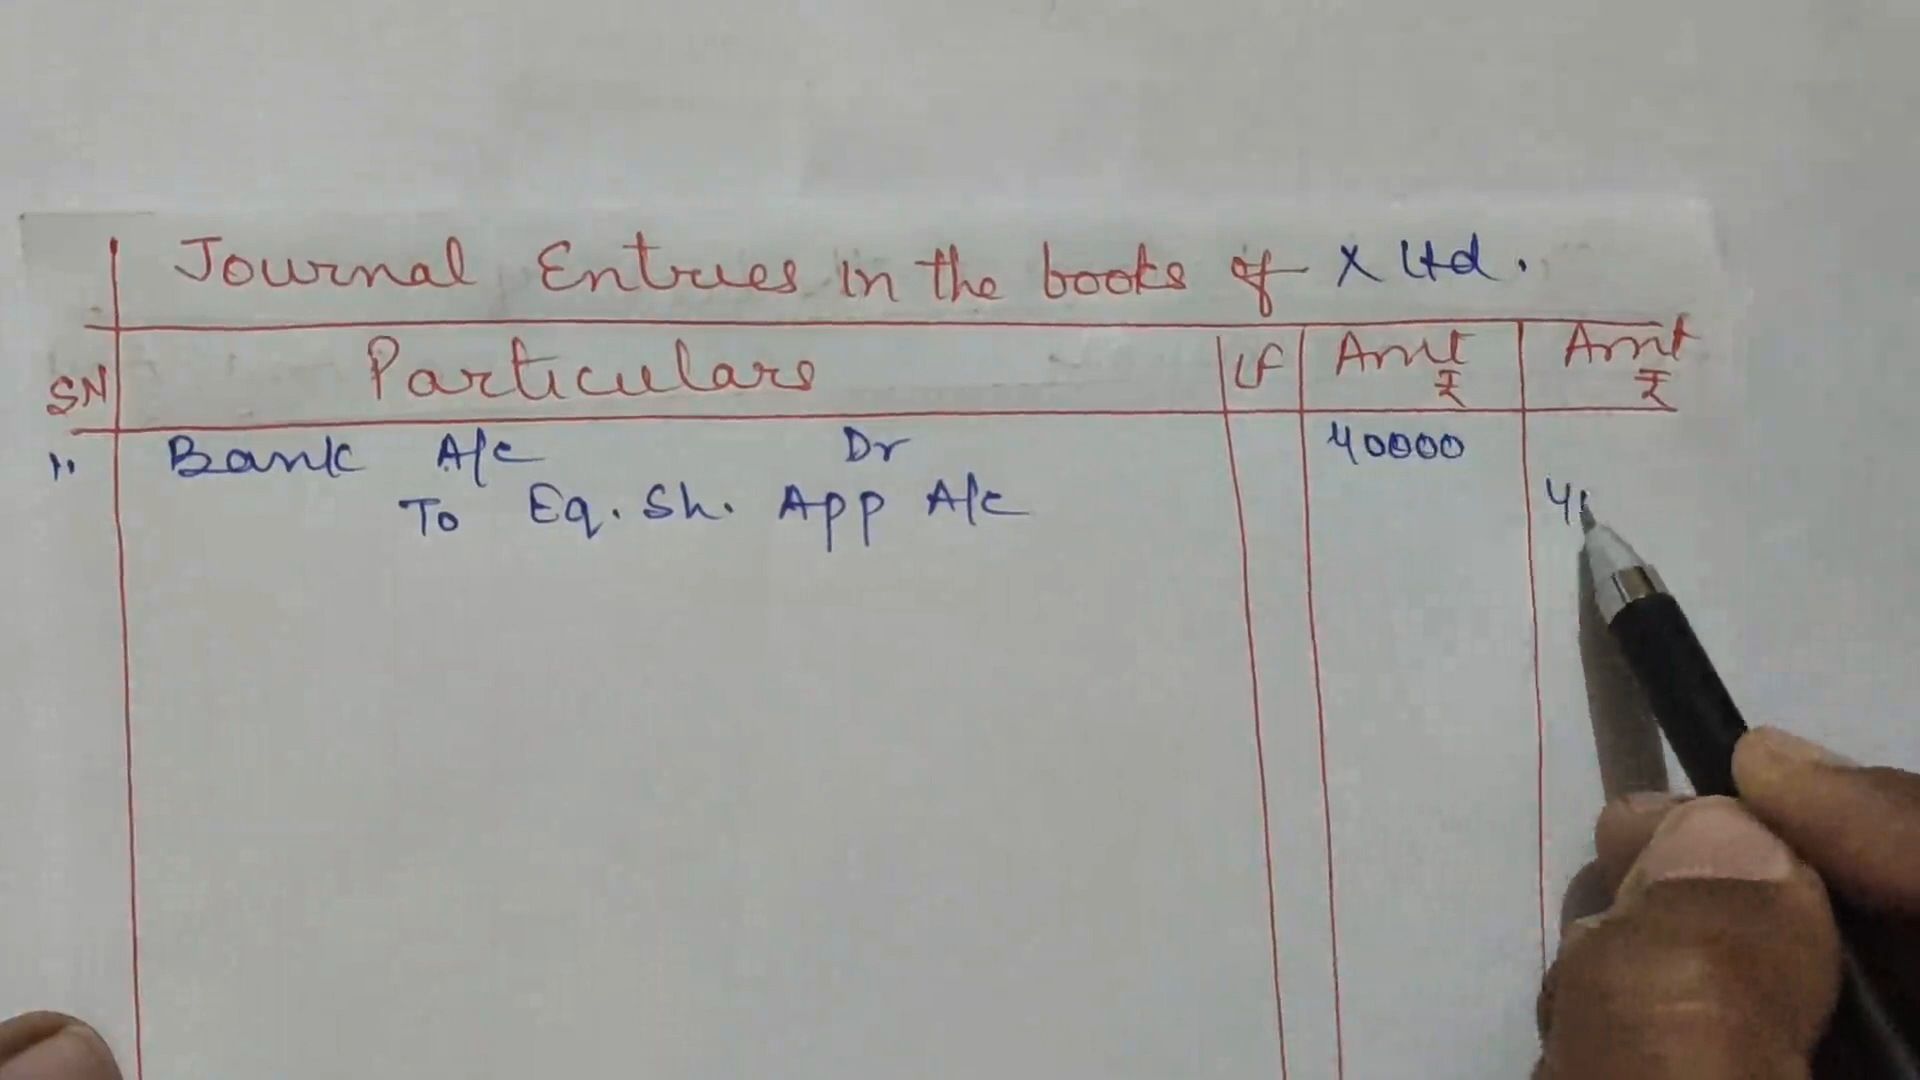 Journal Entries in the books of X Ltd.
SN Particulars LF Amt ₹ Amt ₹
1. Bank A/c Dr 40000
To Eq. Sh. App A/c 4